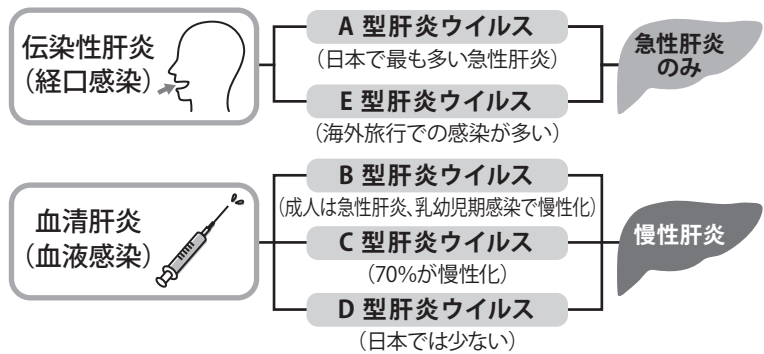 伝染性肝炎
（経口感染）
A 型肝炎ウイルス
（日本で最も多い急性肝炎）
E 型肝炎ウイルス
（海外旅行での感染が多い）
急性肝炎
のみ
血清肝炎
（血液感染）
B 型肝炎ウイルス
（成人は急性肝炎、乳幼児期感染で慢性化）
C 型肝炎ウイルス
（70%が慢性化）
D 型肝炎ウイルス
（日本では少ない）
慢性肝炎